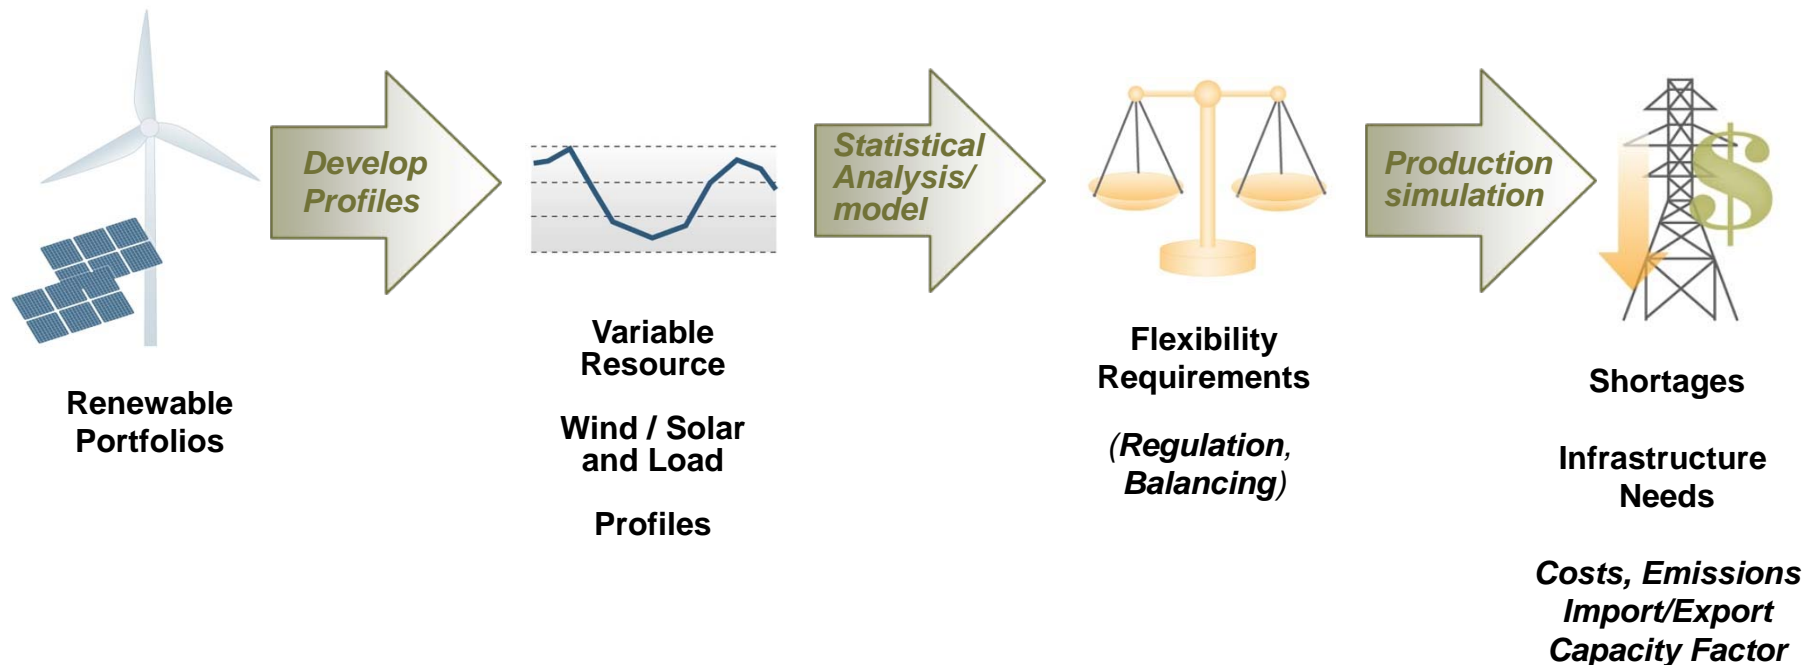 Develop
Profiles
Statistical
Analysis/
model
Production
simulation
$
Renewable
Portfolios
Variable
Resource
Wind / Solar
and Load
Profiles
Flexibility
Requirements
(Regulation,
Balancing)
Shortages
Infrastructure
Needs
Costs, Emissions
Import/Export
Capacity Factor